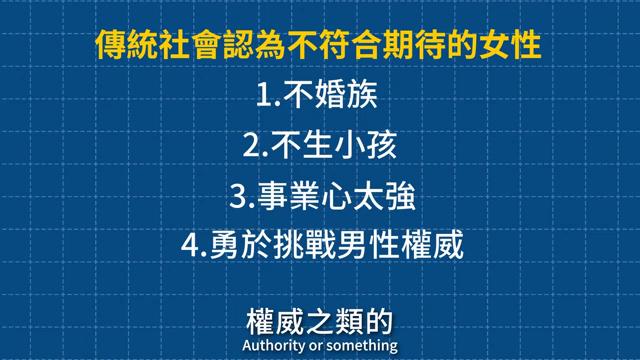 傳統社會認為不符合期待的女性
1.不婚族
2.不生小孩
3.事業心太強
4.勇於挑戰男性權威
權威之類的
Authority or something